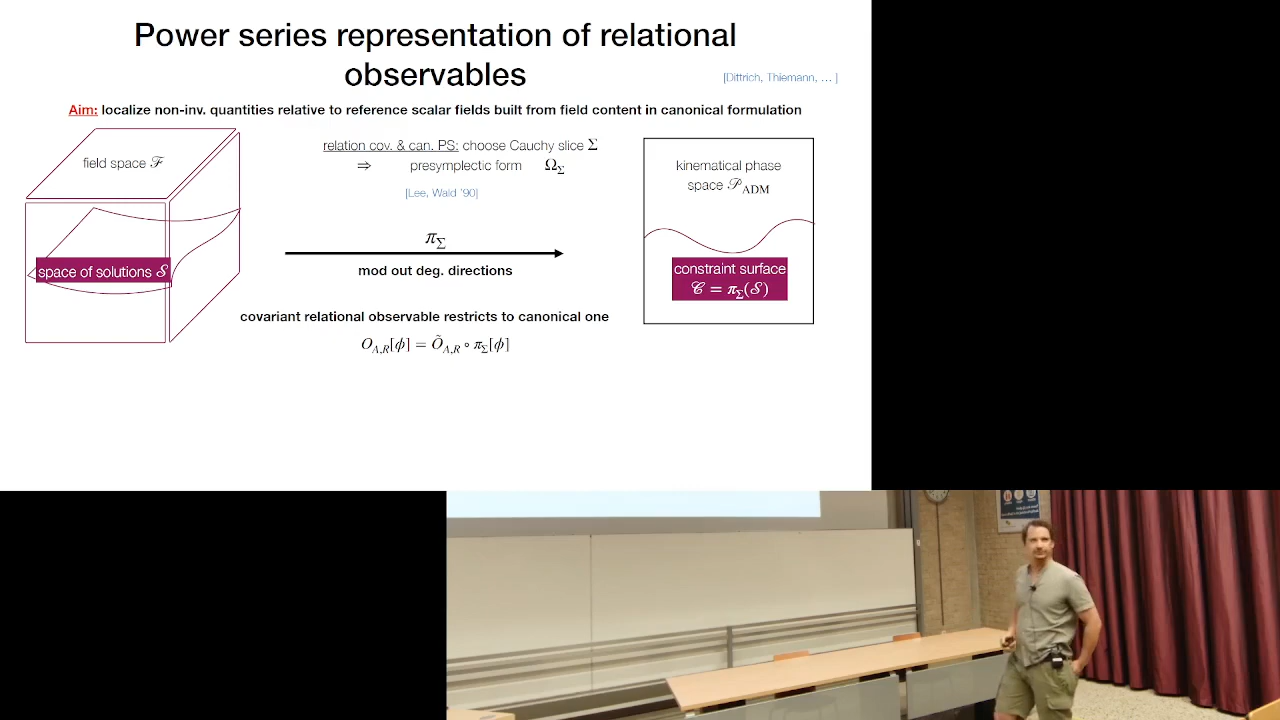 Power series representation of relational
observables
[Dittrich, Thiemann, … ]
Aim: localize non-inv. quantities relative to reference scalar fields built from field content in canonical formulation
field space ℱ
relation cov. & can. PS: choose Cauchy slice Σ
⇒ presymplectic form Ω_Σ
[Lee, Wald '90]
kinematical phase
space 𝒫_ADM
π_Σ
space of solutions 𝒮
mod out deg. directions
constraint surface
𝒞 = π_Σ(𝒮)
covariant relational observable restricts to canonical one
O_{A,R}[ϕ] = Õ_{A,R} ∘ π_Σ[ϕ]